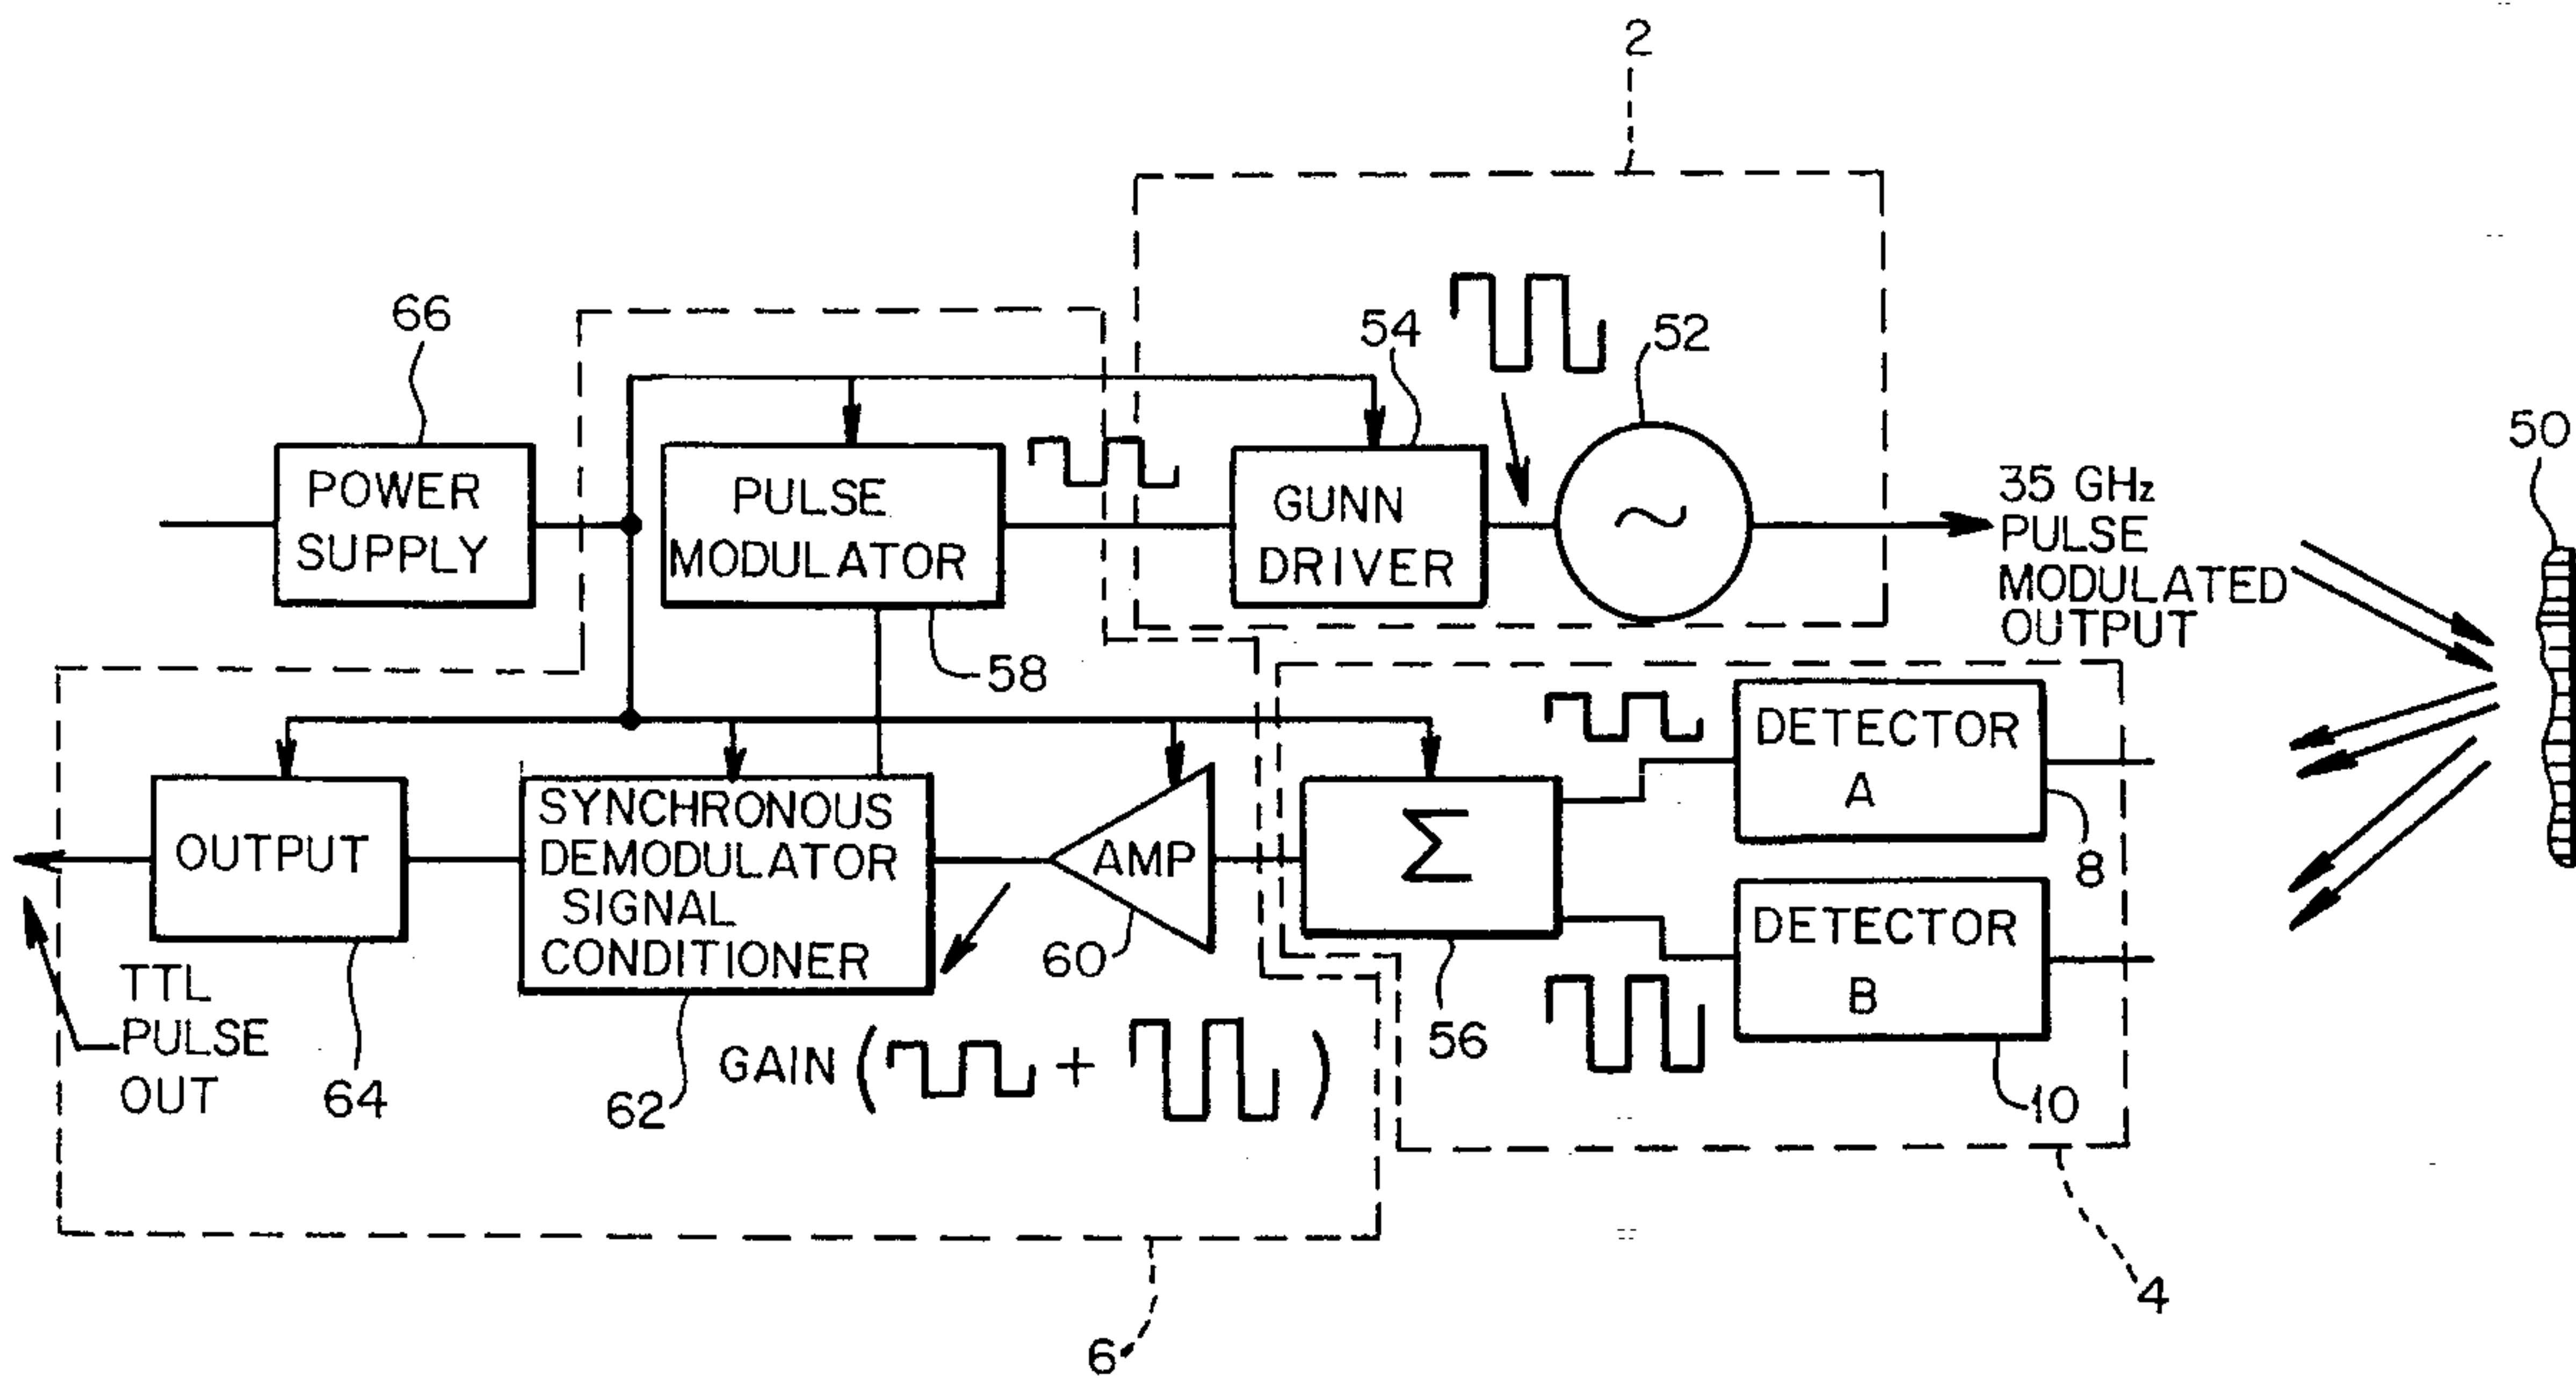 2
66
54
52
50
POWER
SUPPLY
PULSE
MODULATOR
GUNN
DRIVER
~
35 GHz
PULSE
MODULATED
OUTPUT
58
OUTPUT
SYNCHRONOUS
DEMODULATOR
SIGNAL
CONDITIONER
AMP
Σ
DETECTOR
A
8
DETECTOR
B
60
56
10
TTL
PULSE
OUT
64
62
GAIN ( + )
4
6